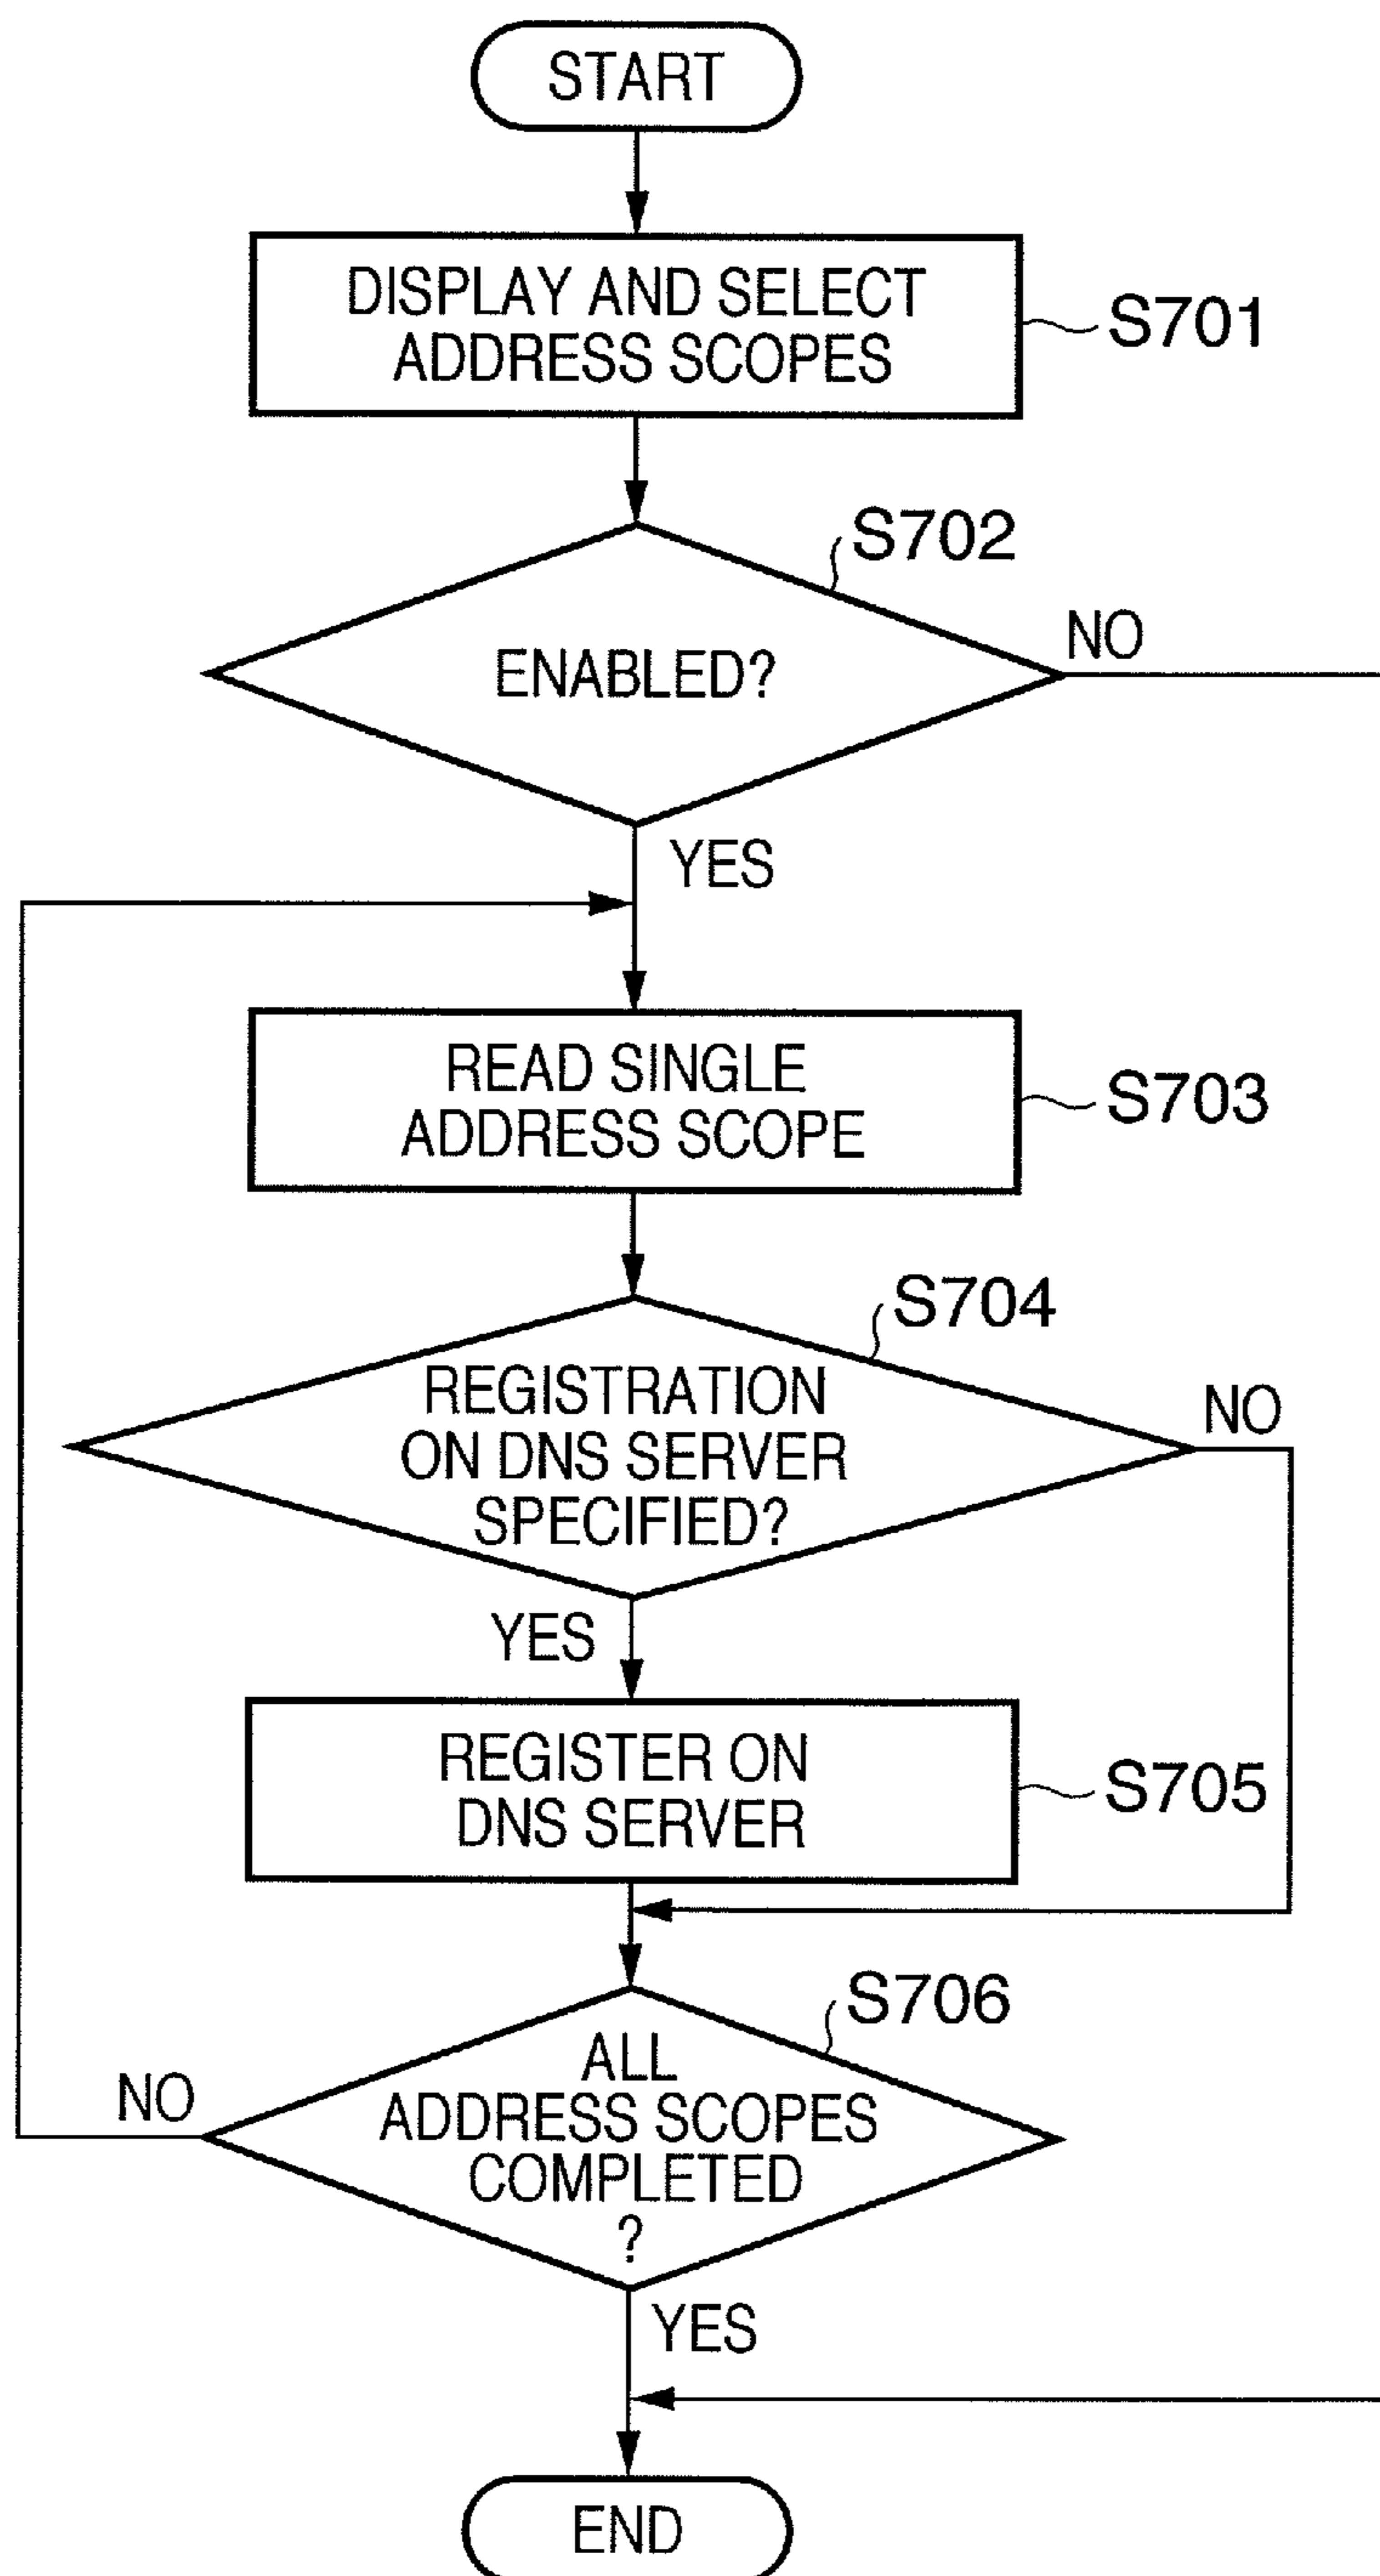 START
DISPLAY AND SELECT
ADDRESS SCOPES
S701
S702
ENABLED?
NO
YES
READ SINGLE
ADDRESS SCOPE
S703
S704
REGISTRATION
ON DNS SERVER
SPECIFIED?
NO
YES
REGISTER ON
DNS SERVER
S705
S706
ALL
ADDRESS SCOPES
COMPLETED
?
NO
YES
END